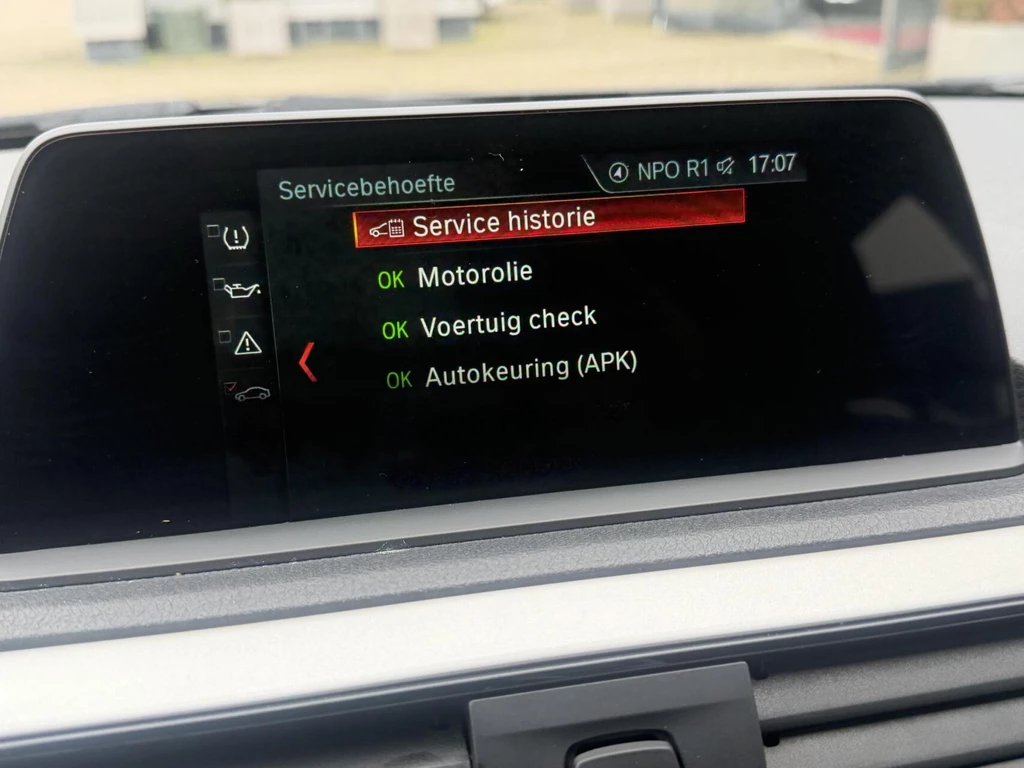 Servicebehoefte
NPO R1 17:07
Service historie
OK Motorolie
OK Voertuig check
OK Autokeuring (APK)